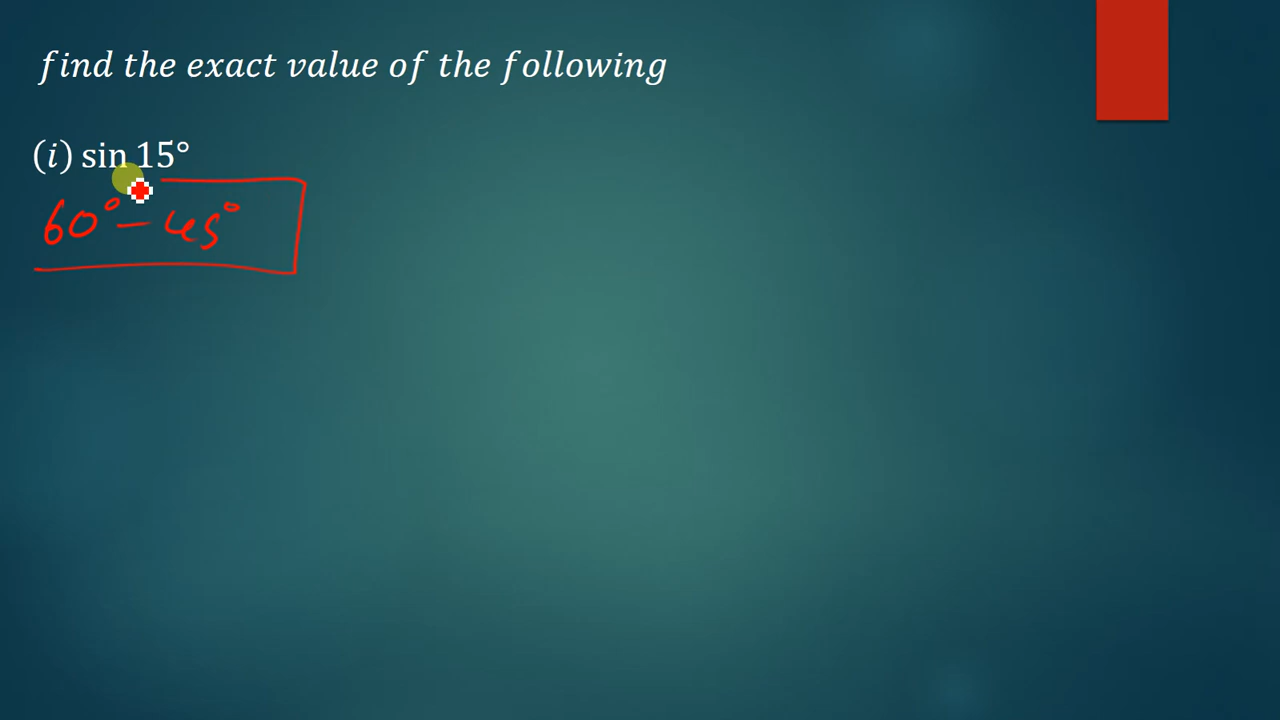 find the exact value of the following
(i) sin 15°
60° - 45°